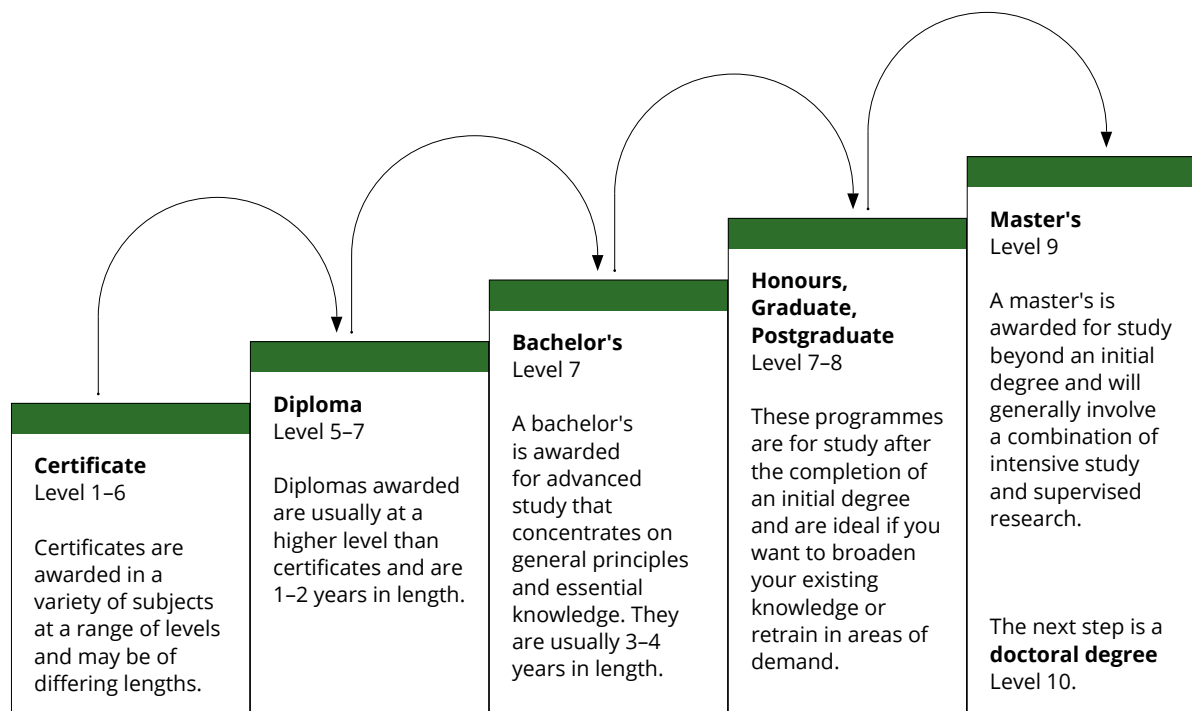 Certificate
Level 1–6
Certificates are
awarded in a
variety of subjects
at a range of levels
and may be of
differing lengths.
Diploma
Level 5–7
Diplomas awarded
are usually at a
higher level than
certificates and are
1–2 years in length.
Bachelor's
Level 7
A bachelor's
is awarded
for advanced
study that
concentrates on
general principles
and essential
knowledge. They
are usually 3–4
years in length.
Honours,
Graduate,
Postgraduate
Level 7–8
These programmes
are for study after
the completion of
an initial degree
and are ideal if you
want to broaden
your existing
knowledge or
retrain in areas of
demand.
Master's
Level 9
A master's is
awarded for study
beyond an initial
degree and will
generally involve
a combination of
intensive study
and supervised
research.
The next step is a
doctoral degree
Level 10.